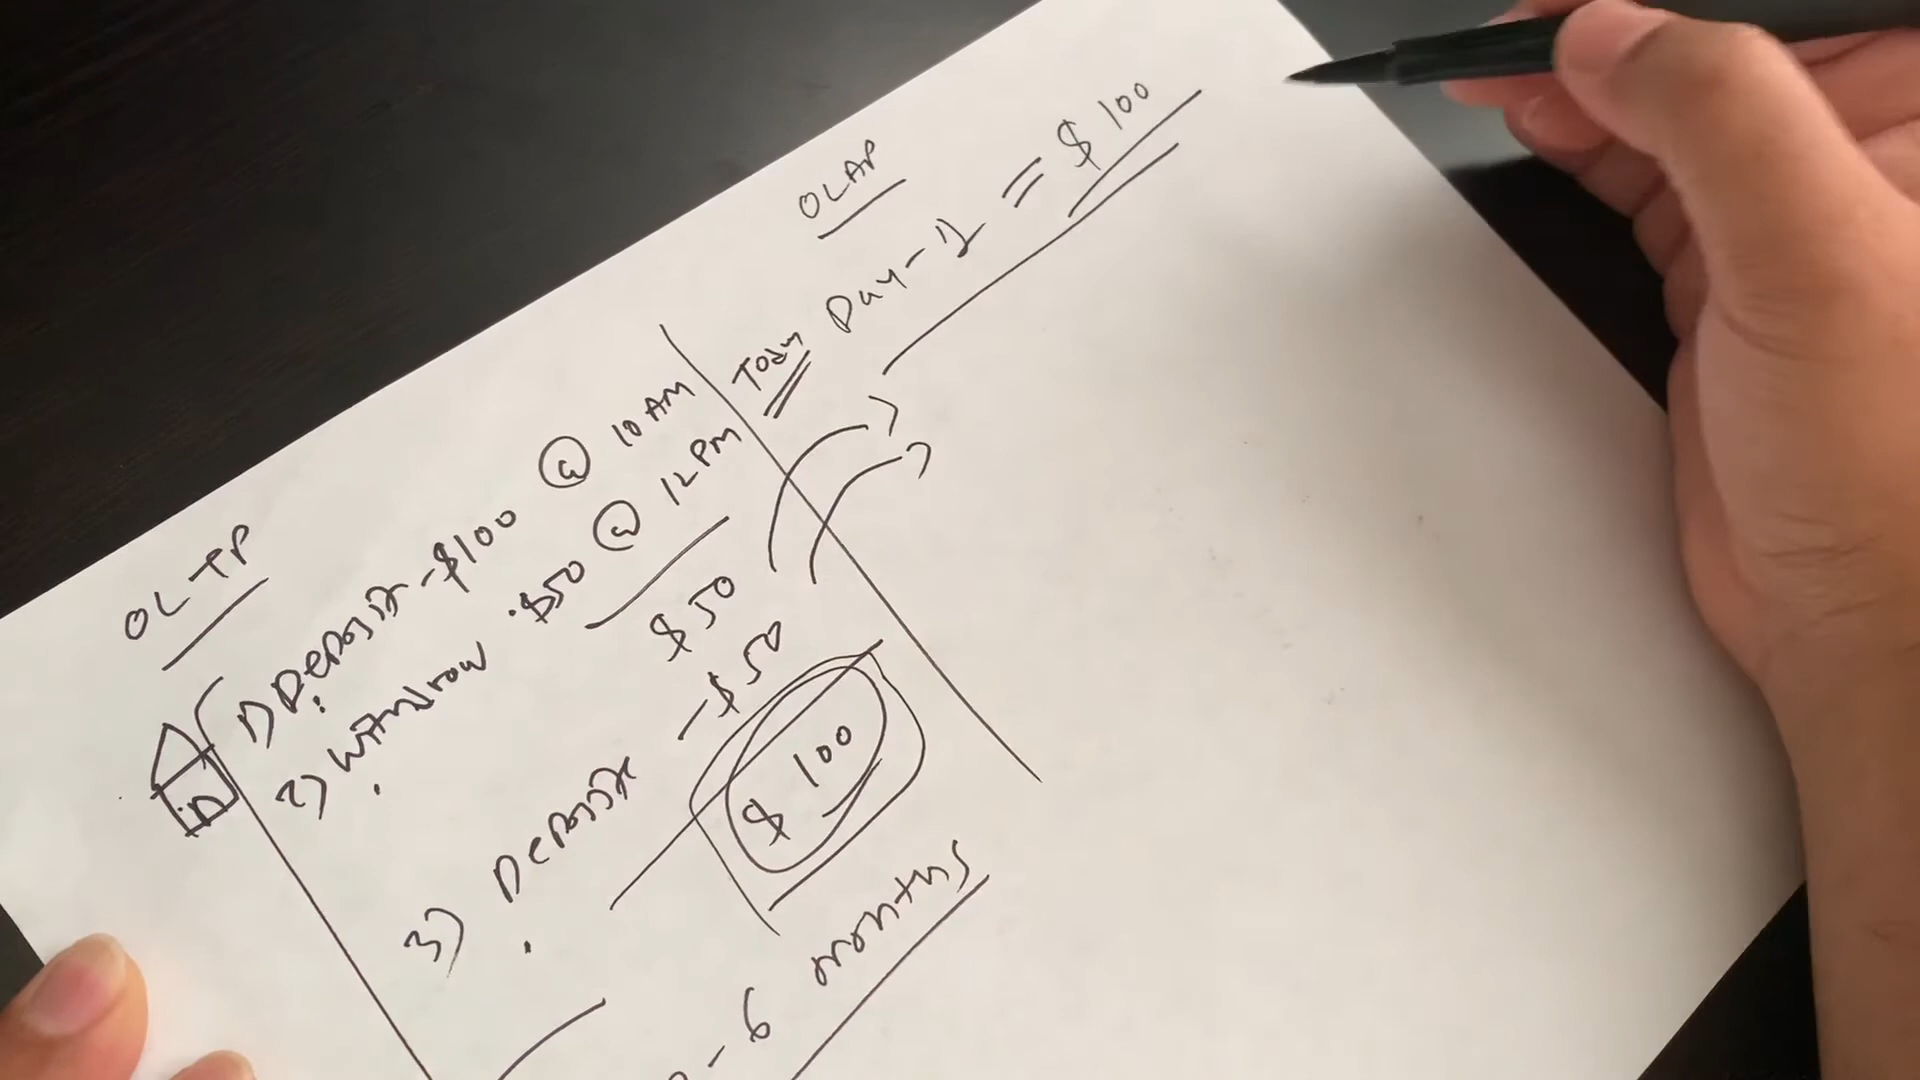 OLTP
1) Deposit - $100 @ 10 AM
2) Withdrow $50 @ 12 PM
$50
3) Deposit - $50
$100
- 6 months
OLAP
Today Day-1 = $100